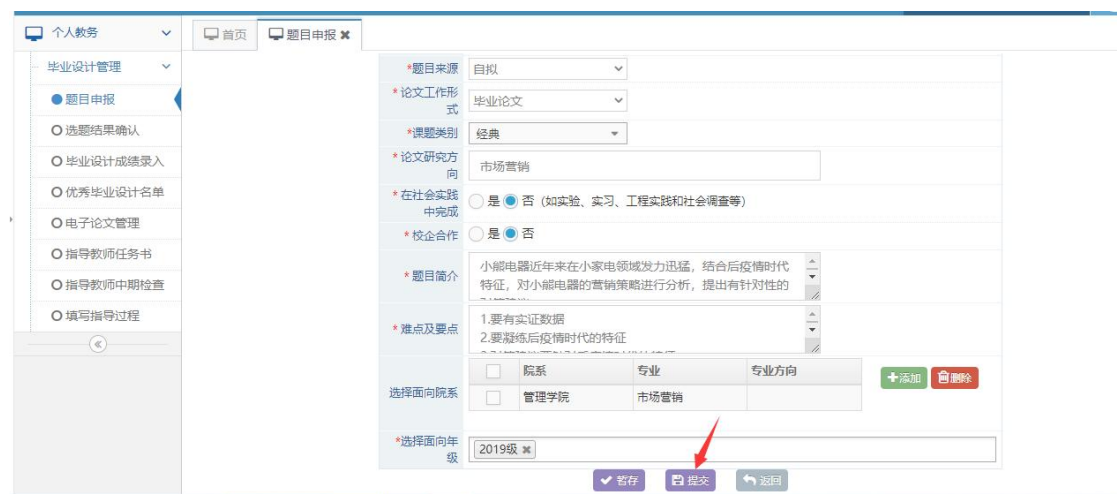 个人教务
首页
题目申报
毕业设计管理
题目申报
选题结果确认
毕业设计成绩录入
优秀毕业设计名单
电子论文管理
指导教师任务书
指导教师中期检查
填写指导过程
*题目来源 自拟
*论文工作形式 毕业论文
*课题类别 经典
*论文研究方向 市场营销
*在社会实践中完成 是 否 (如实验、实习、工程实践和社会调查等)
*校企合作 是 否
*题目简介
小熊电器近年来在小家电领域发力迅猛，结合后疫情时代
特征，对小熊电器的营销策略进行分析，提出有针对性的
*难点及要点
1.要有实证数据
2.要凝练后疫情时代的特征
选择面向院系
院系 专业 专业方向
管理学院 市场营销
添加 删除
*选择面向年级 2019级
暂存 提交 返回